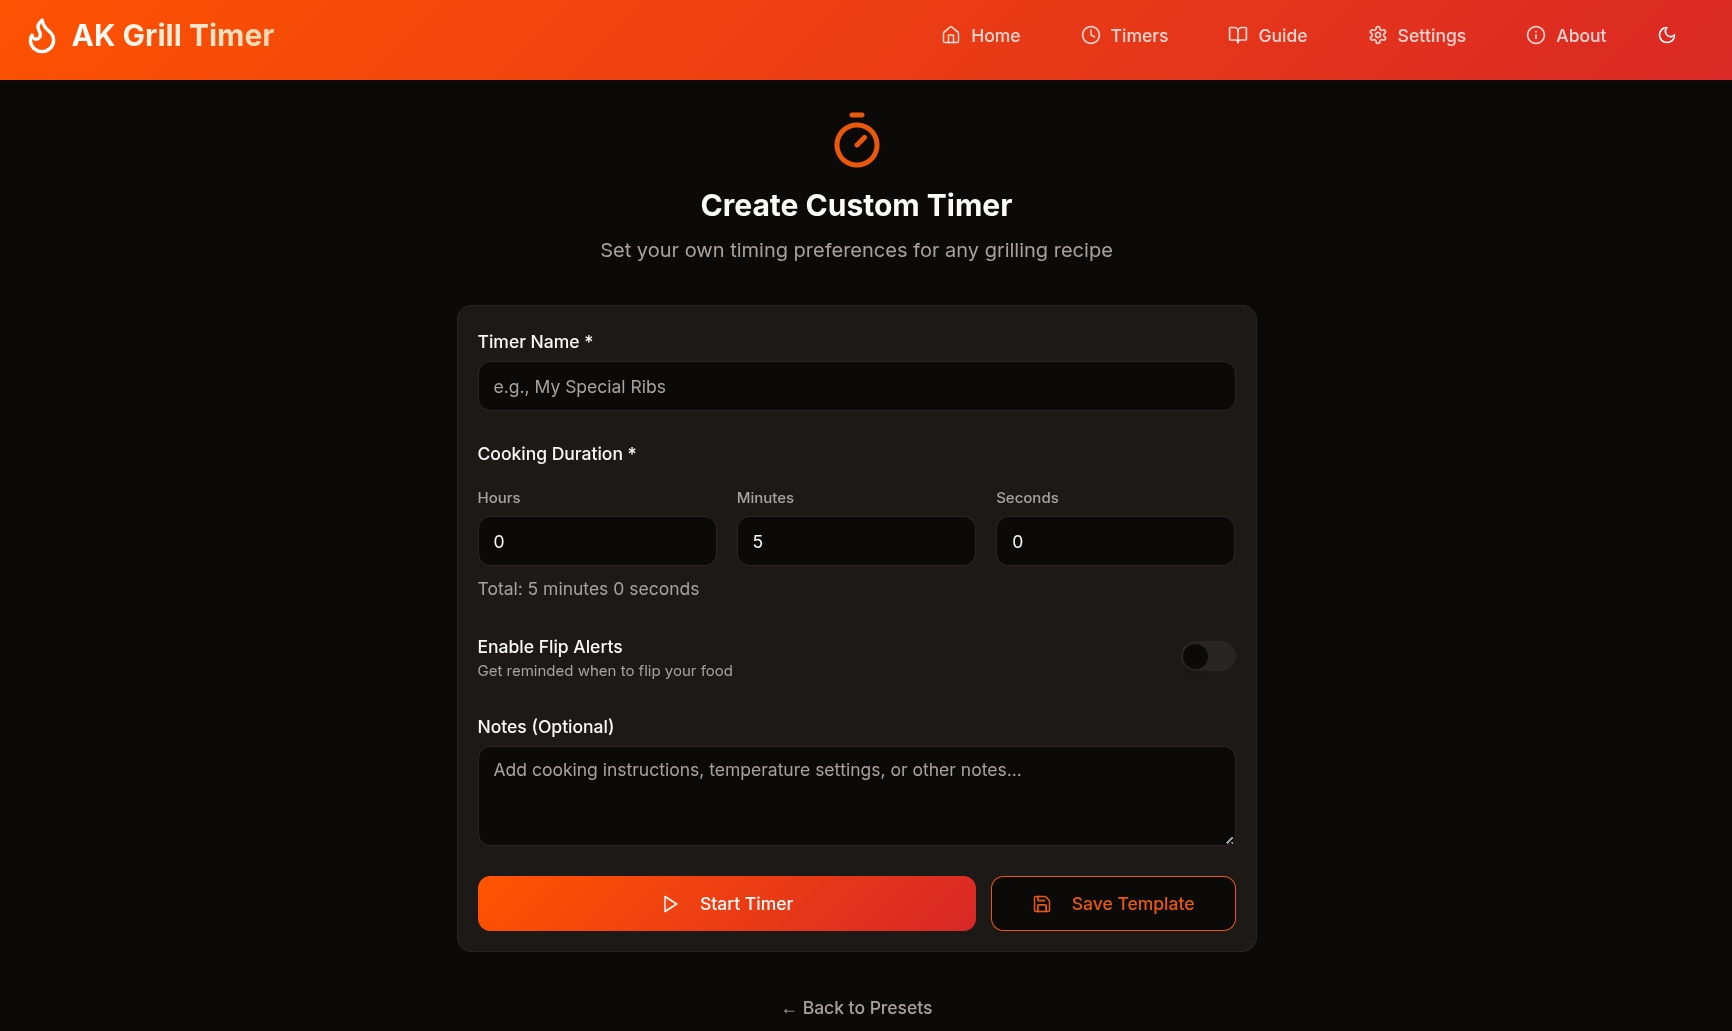 AK Grill Timer
Home
Timers
Guide
Settings
About
Create Custom Timer
Set your own timing preferences for any grilling recipe
Timer Name *
e.g., My Special Ribs
Cooking Duration *
Hours
Minutes
Seconds
0
5
0
Total: 5 minutes 0 seconds
Enable Flip Alerts
Get reminded when to flip your food
Notes (Optional)
Add cooking instructions, temperature settings, or other notes...
Start Timer
Save Template
← Back to Presets